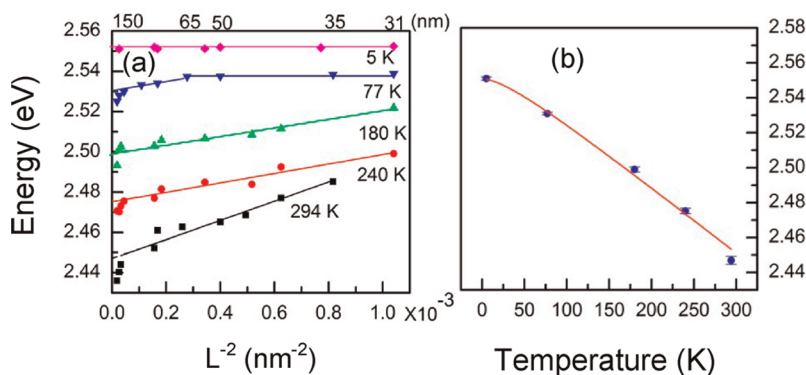 150 65 50 35 31 (nm)
2.56
2.54
2.52
2.50
2.48
2.46
2.44
Energy (eV)
(a)
5 K
77 K
180 K
240 K
294 K
0.0 0.2 0.4 0.6 0.8 1.0 X10-3
L-2 (nm-2)
(b)
2.58
2.56
2.54
2.52
2.50
2.48
2.46
2.44
0 50 100 150 200 250 300
Temperature (K)